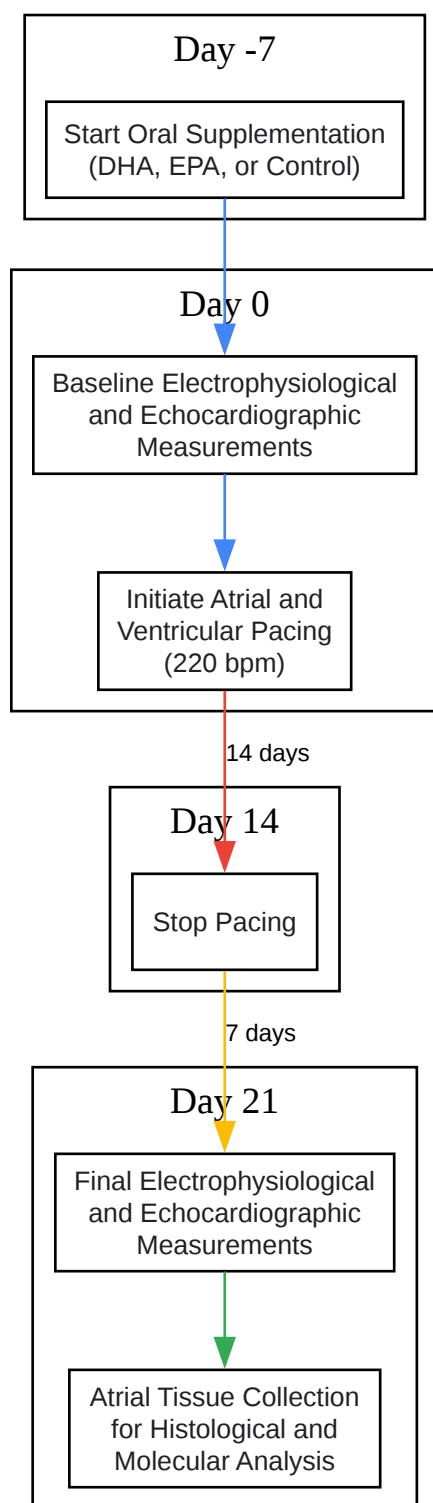 Day -7
Start Oral Supplementation
(DHA, EPA, or Control)
Day 0
Baseline Electrophysiological
and Echocardiographic
Measurements
Initiate Atrial and
Ventricular Pacing
(220 bpm)
14 days
Day 14
Stop Pacing
7 days
Day 21
Final Electrophysiological
and Echocardiographic
Measurements
Atrial Tissue Collection
for Histological and
Molecular Analysis